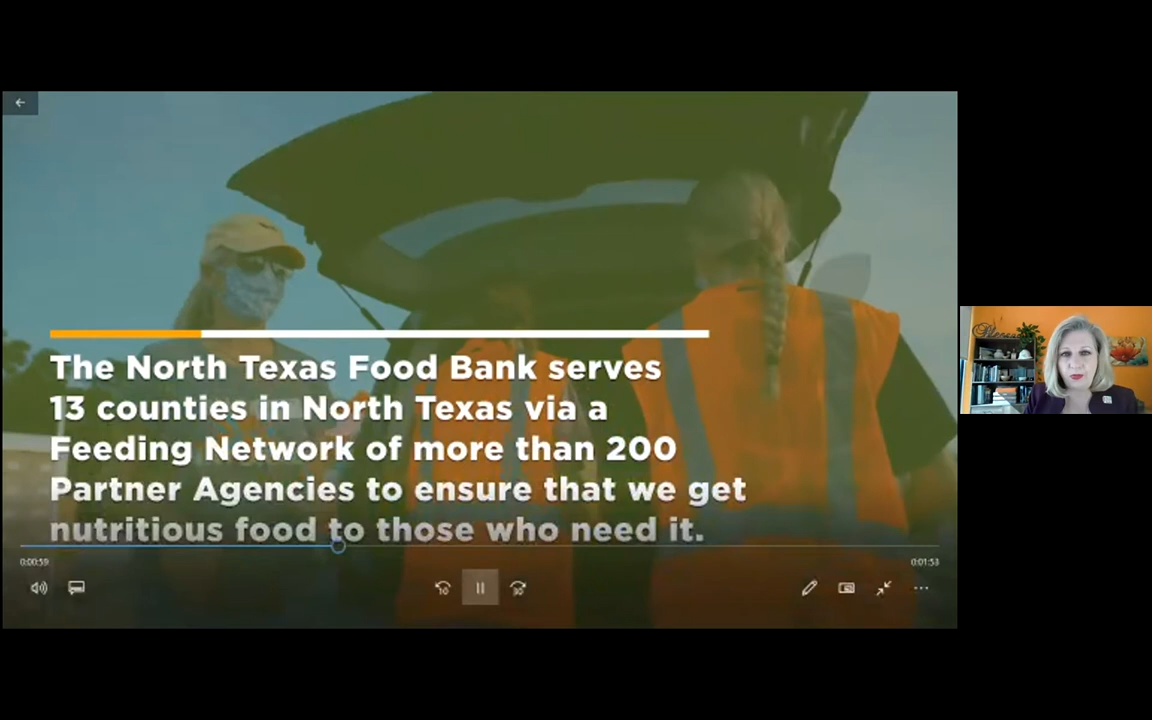 The North Texas Food Bank serves
13 counties in North Texas via a
Feeding Network of more than 200
Partner Agencies to ensure that we get
nutritious food to those who need it.
0:00:59
0:01:53
10
30